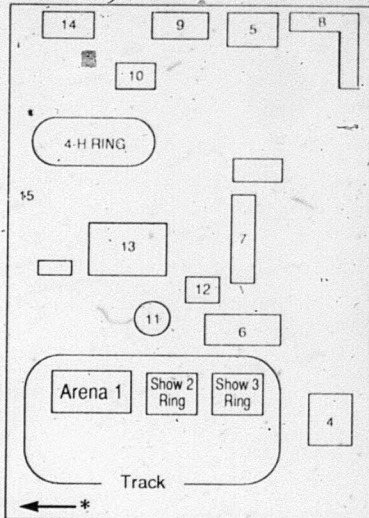 14
9
5
8
10
4-H RING
15
7
13
12
11
6
Arena 1
Show 2
Ring
Show 3
Ring
4
Track
*